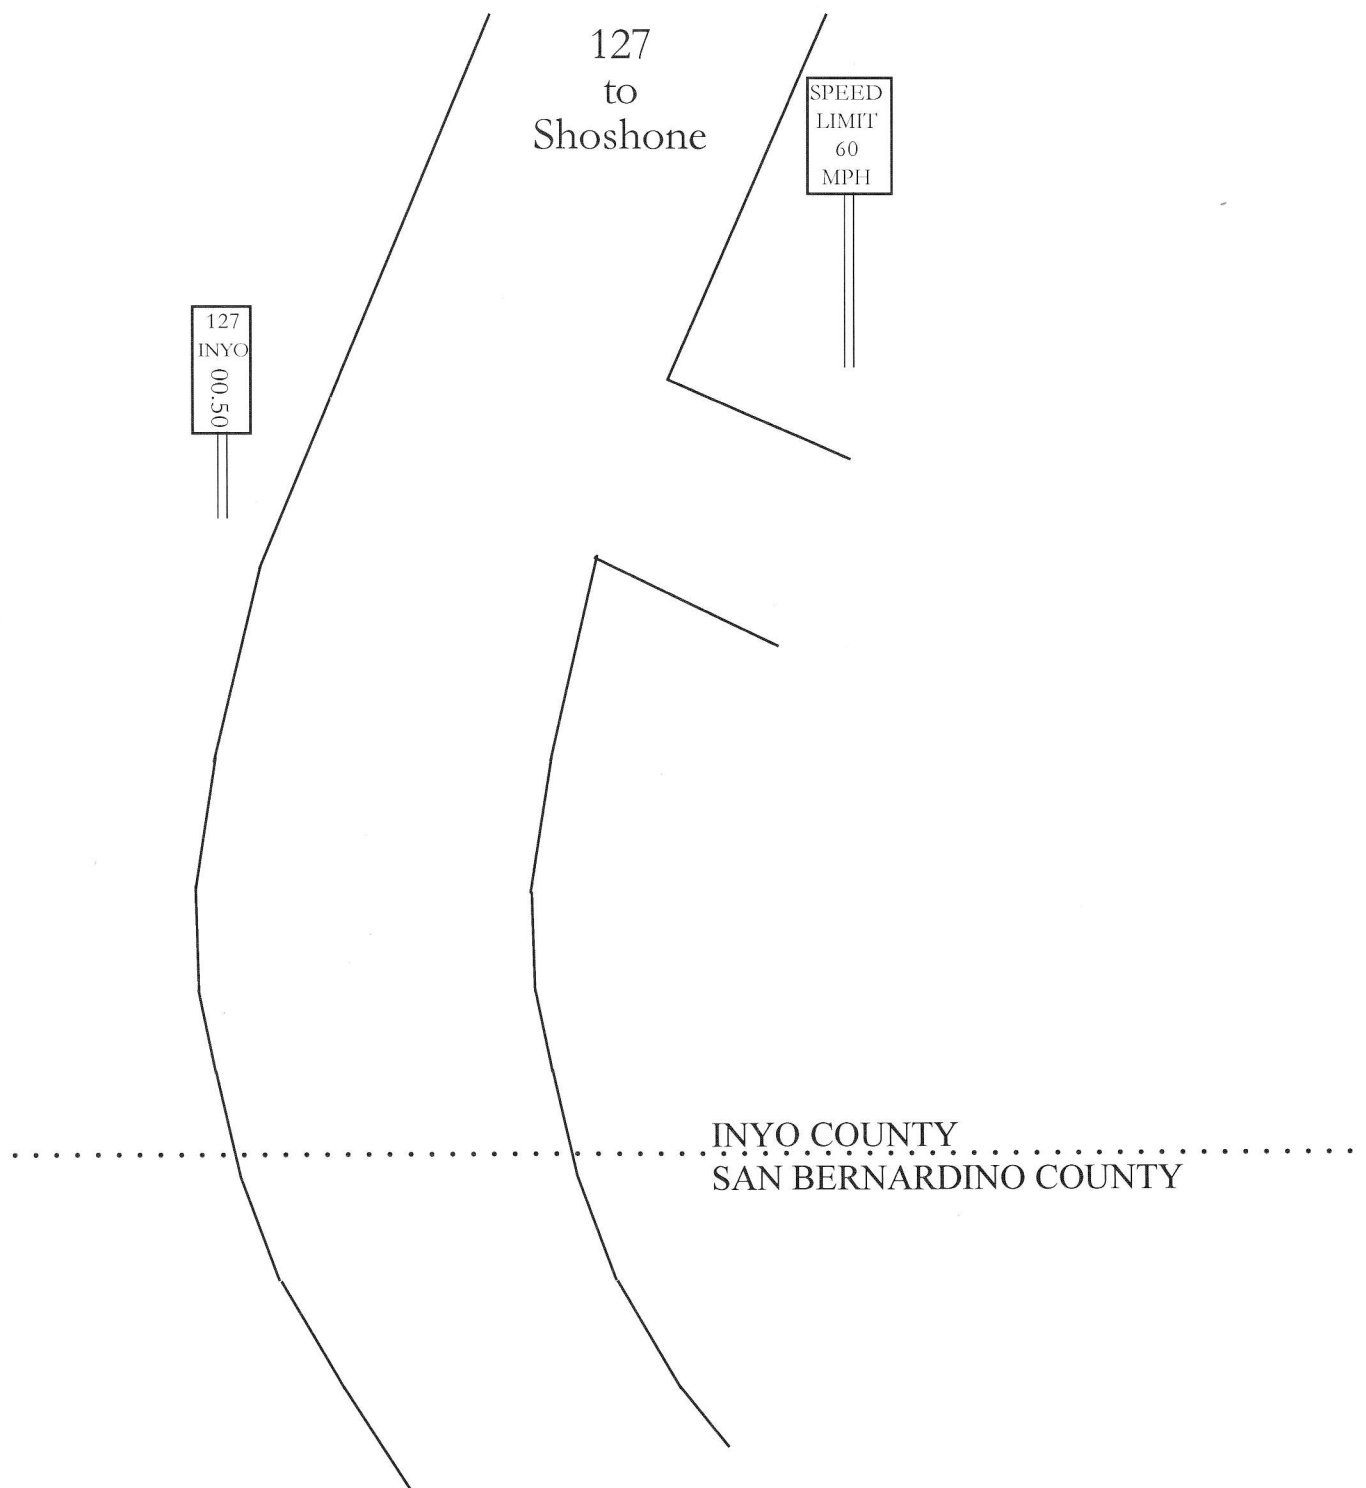 127
to
Shoshone
SPEED
LIMIT
60
MPH
127
INYO
00.50
INYO COUNTY
SAN BERNARDINO COUNTY